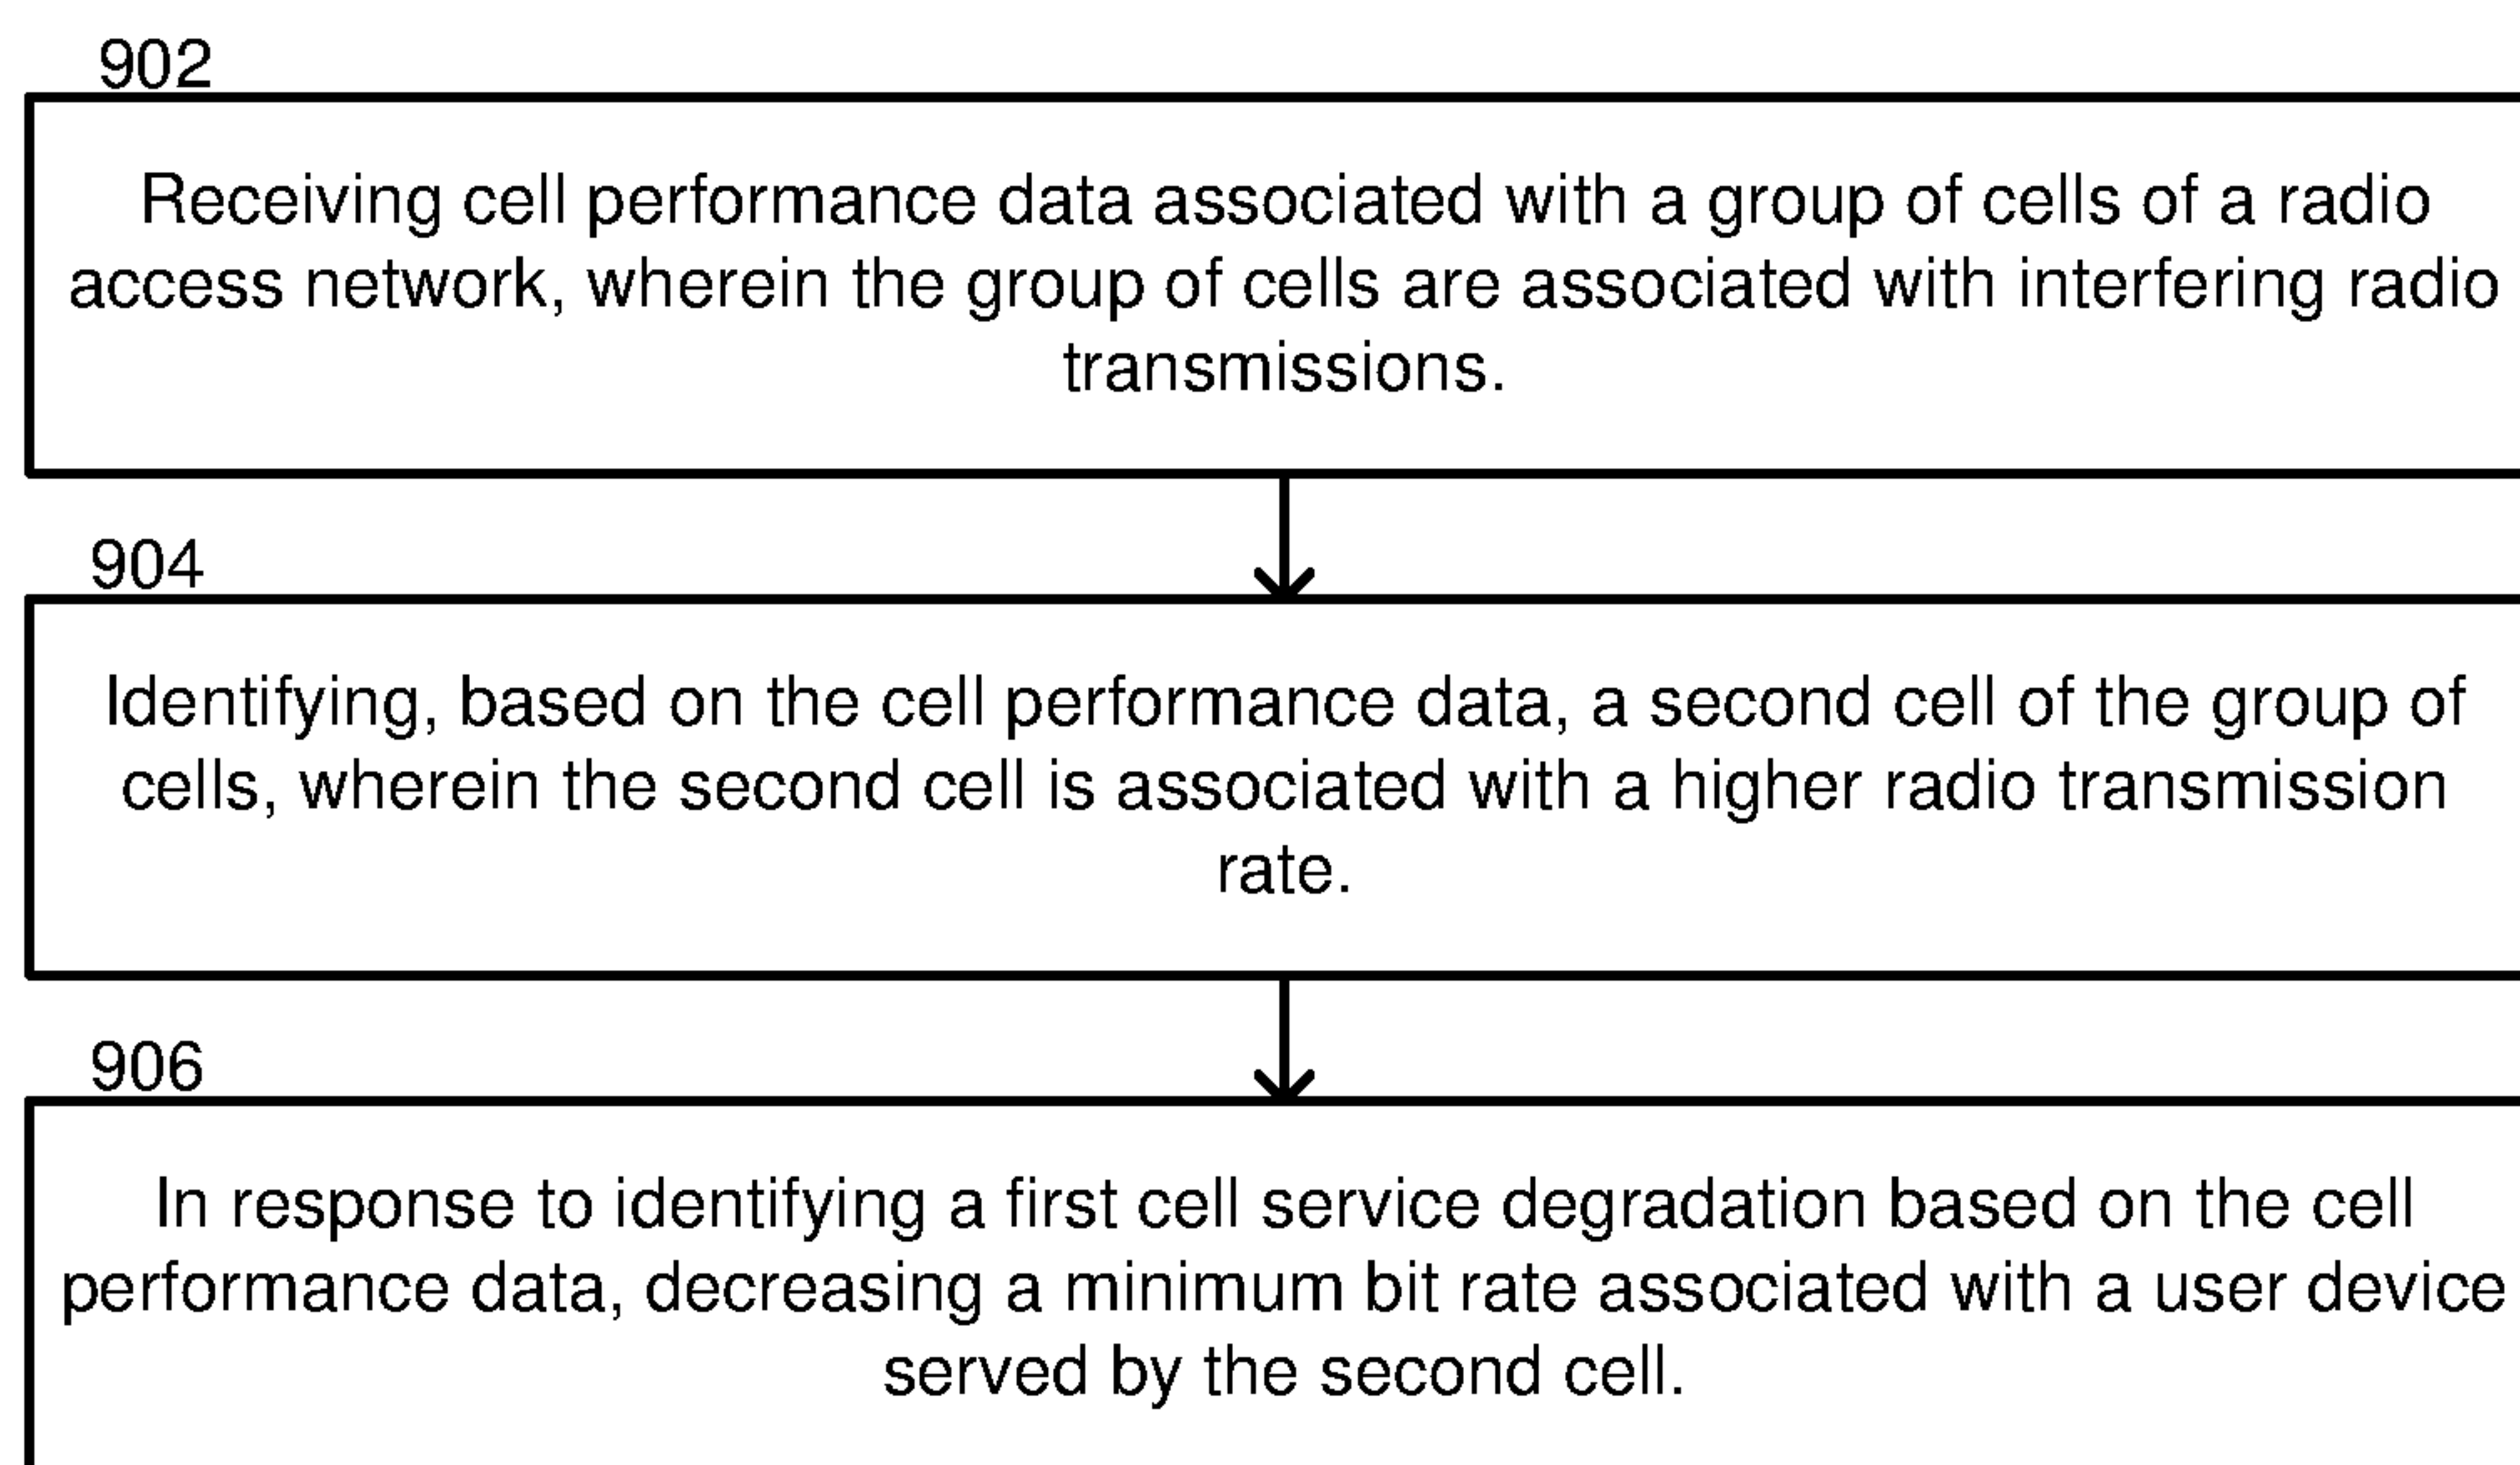 902
Receiving cell performance data associated with a group of cells of a radio
access network, wherein the group of cells are associated with interfering radio
transmissions.
904
Identifying, based on the cell performance data, a second cell of the group of
cells, wherein the second cell is associated with a higher radio transmission
rate.
906
In response to identifying a first cell service degradation based on the cell
performance data, decreasing a minimum bit rate associated with a user device
served by the second cell.